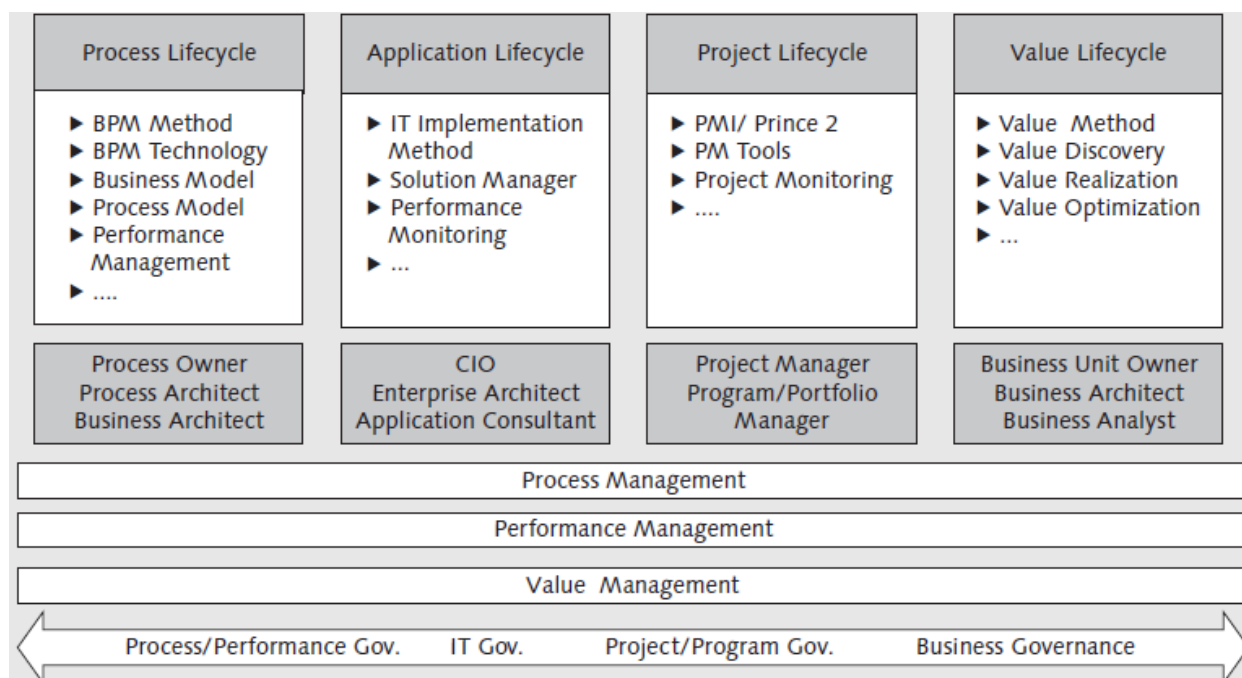 Process Lifecycle
▶ BPM Method
▶ BPM Technology
▶ Business Model
▶ Process Model
▶ Performance
Management
▶ ....
Process Owner
Process Architect
Business Architect
Application Lifecycle
▶ IT Implementation
Method
▶ Solution Manager
▶ Performance
Monitoring
▶ ...
CIO
Enterprise Architect
Application Consultant
Project Lifecycle
▶ PMI/ Prince 2
▶ PM Tools
▶ Project Monitoring
▶ ....
Project Manager
Program/Portfolio
Manager
Value Lifecycle
▶ Value Method
▶ Value Discovery
▶ Value Realization
▶ Value Optimization
▶ ...
Business Unit Owner
Business Architect
Business Analyst
Process Management
Performance Management
Value Management
Process/Performance Gov. IT Gov. Project/Program Gov. Business Governance